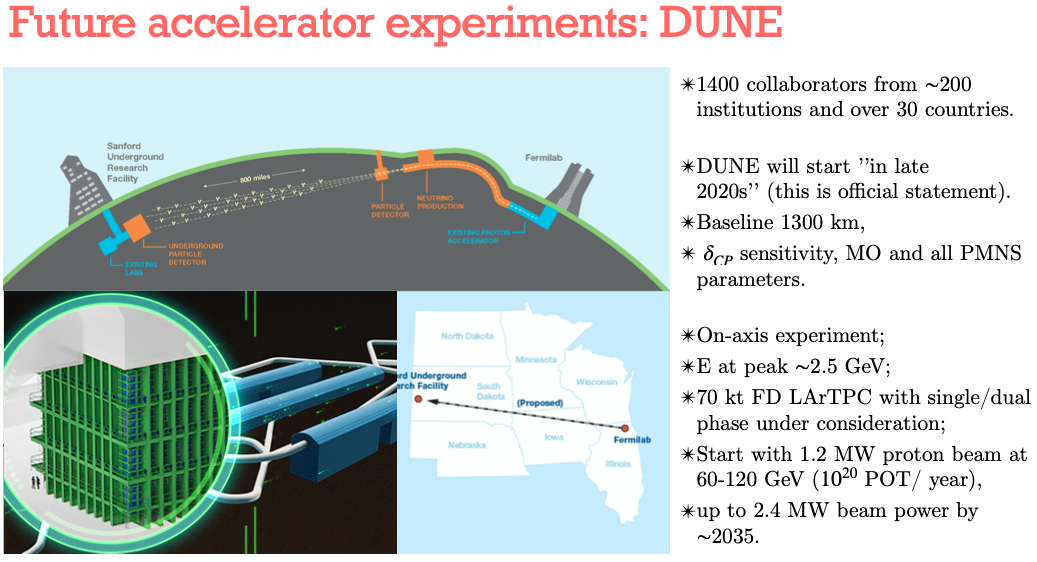 Future accelerator experiments: DUNE
Sanford
Underground
Research
Facility
800 miles
Fermilab
PARTICLE
DETECTOR
NEUTRINO
PRODUCTION
EXISTING PROTON
ACCELERATOR
UNDERGROUND
PARTICLE
DETECTOR
EXISTING
LABS
North Dakota
Minnesota
rd Underground
rch Facility
South
Dakota
Wisconsin
(Proposed)
Iowa
Nebraska
Fermilab
Illinois
✴1400 collaborators from ~200
institutions and over 30 countries.
✴DUNE will start ”in late
2020s” (this is official statement).
✴Baseline 1300 km,
✴ δCP sensitivity, MO and all PMNS
parameters.
✴On-axis experiment;
✴E at peak ~2.5 GeV;
✴70 kt FD LArTPC with single/dual
phase under consideration;
✴Start with 1.2 MW proton beam at
60-120 GeV (10²⁰ POT/ year),
✴up to 2.4 MW beam power by
~2035.